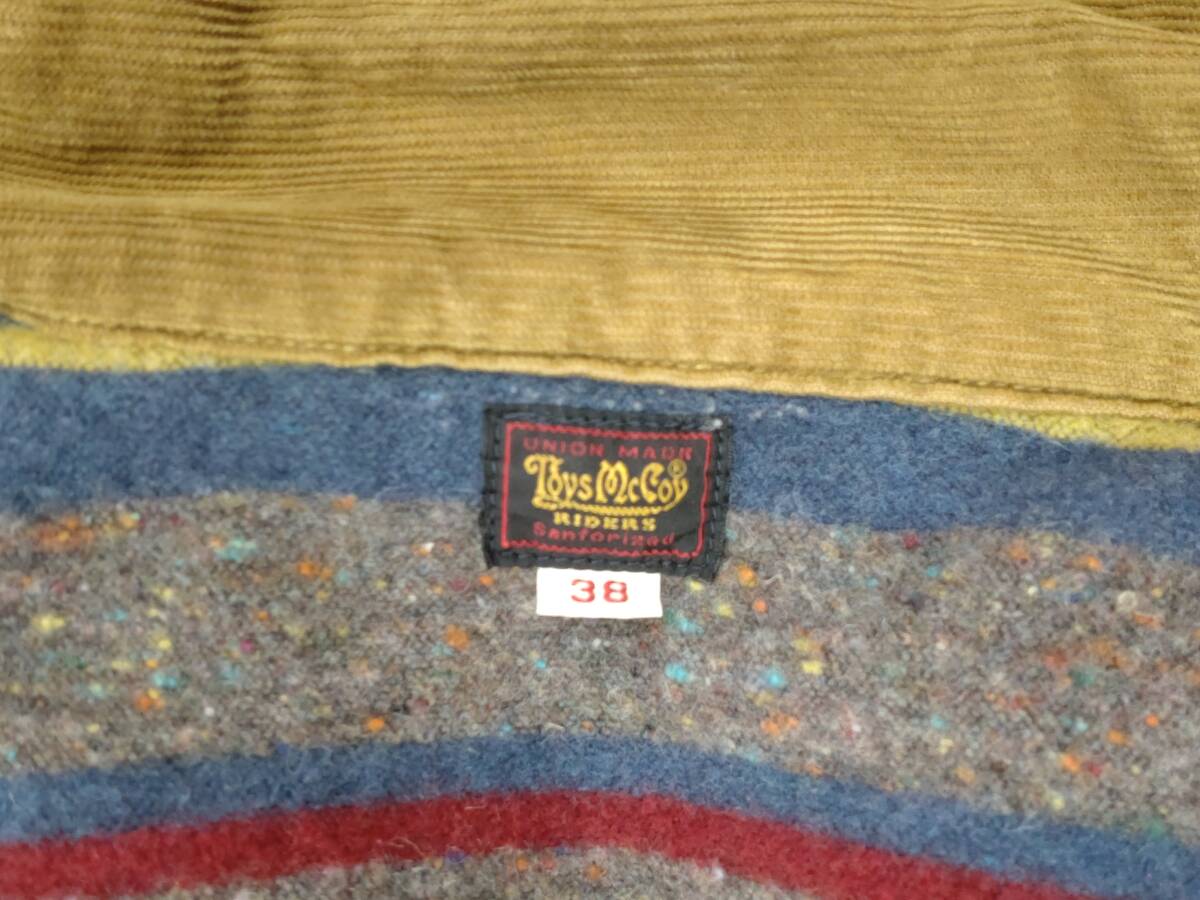 UNION MADE
Toys McCoy®
RIDERS
Sanforized
38